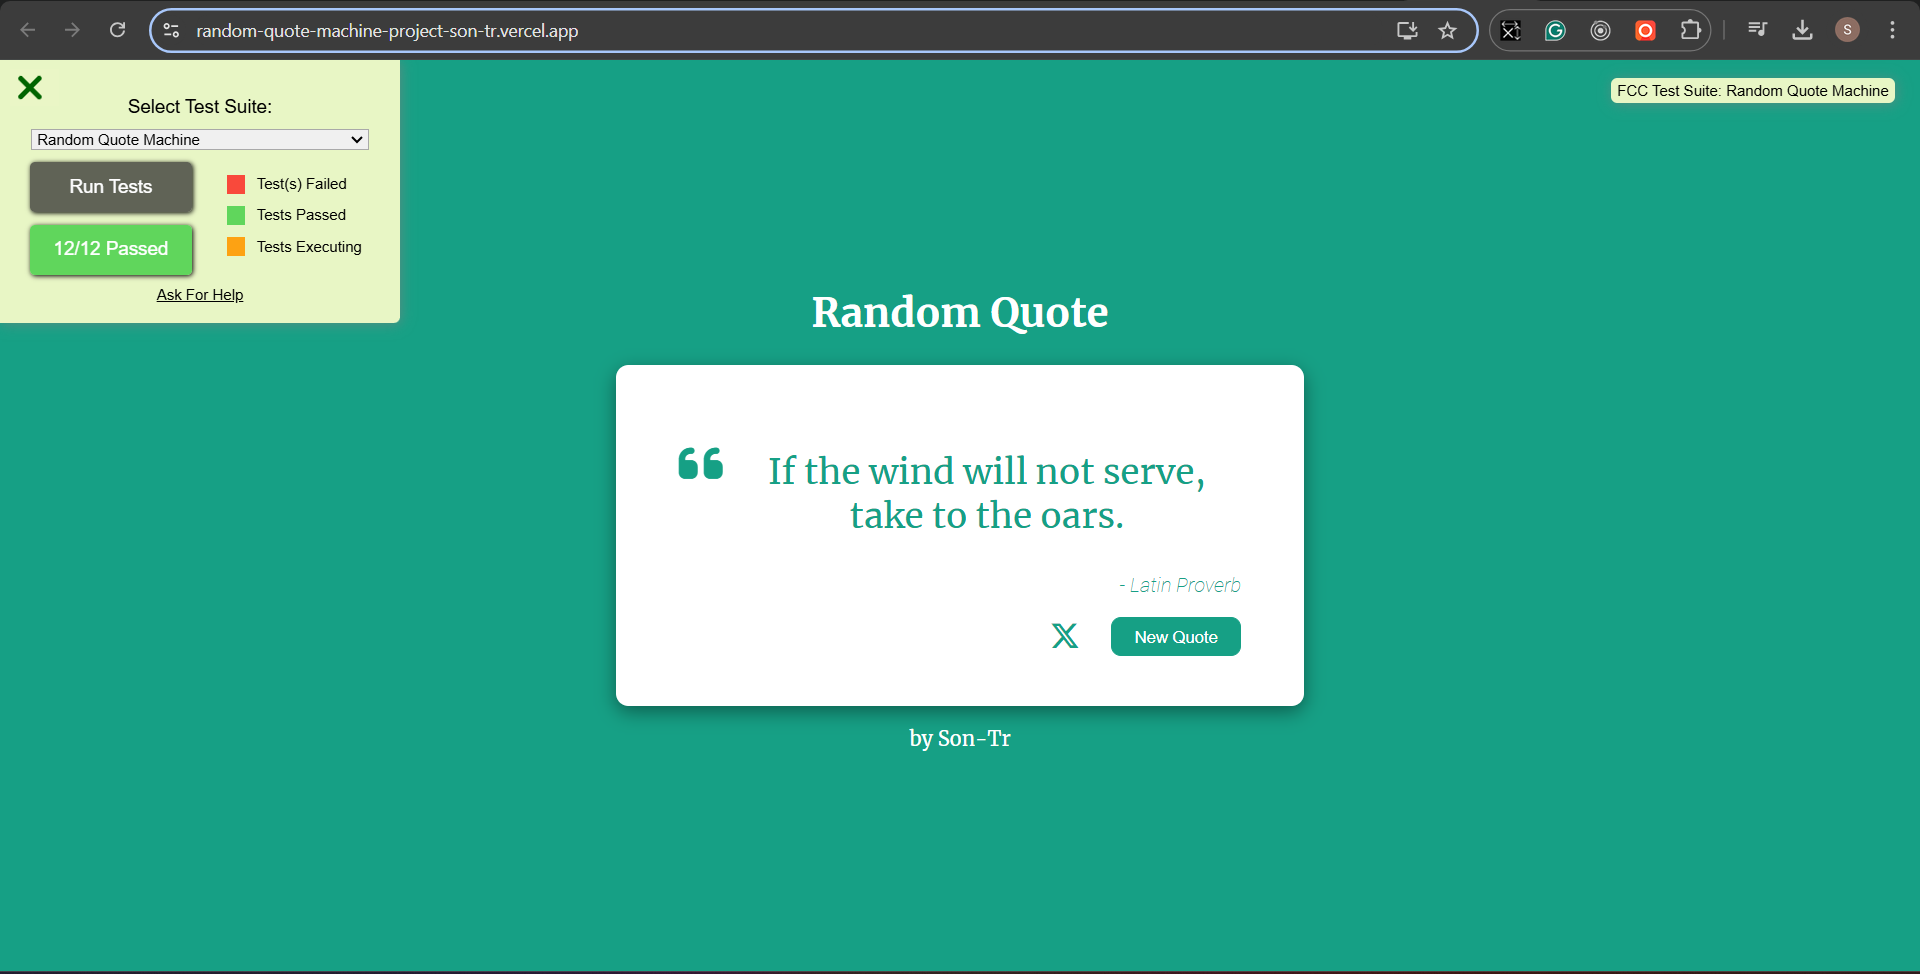 random-quote-machine-project-son-tr.vercel.app
S
Select Test Suite:
FCC Test Suite: Random Quote Machine
Random Quote Machine
Run Tests
Test(s) Failed
Tests Passed
12/12 Passed
Tests Executing
Ask For Help
Random Quote
If the wind will not serve,
take to the oars.
- Latin Proverb
New Quote
by Son-Tr